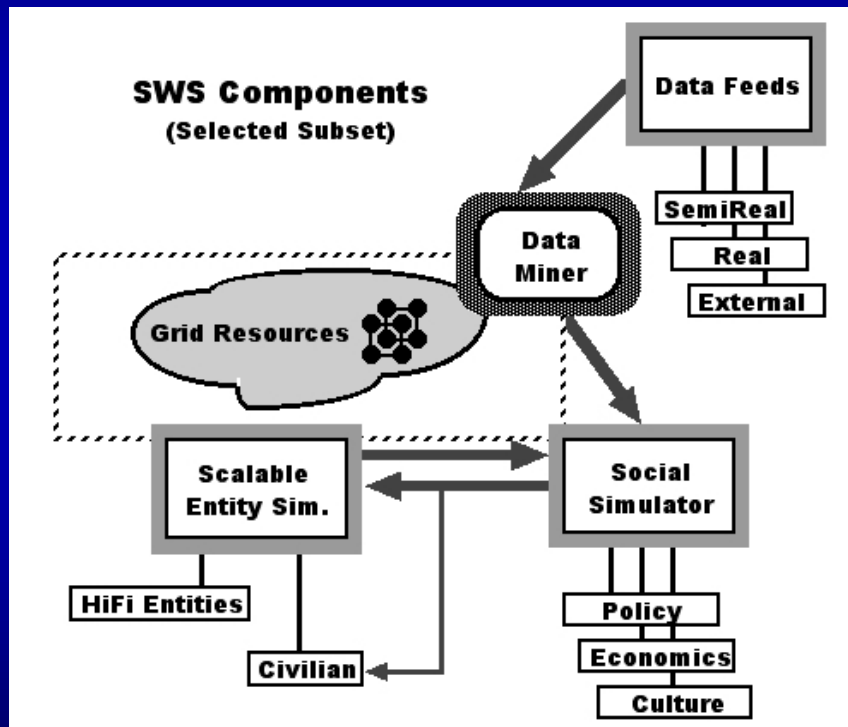 SWS Components
(Selected Subset)
Data Feeds
SemiReal
Real
External
Data
Miner
Grid Resources
Scalable
Entity Sim.
Social
Simulator
HiFi Entities
Civilian
Policy
Economics
Culture